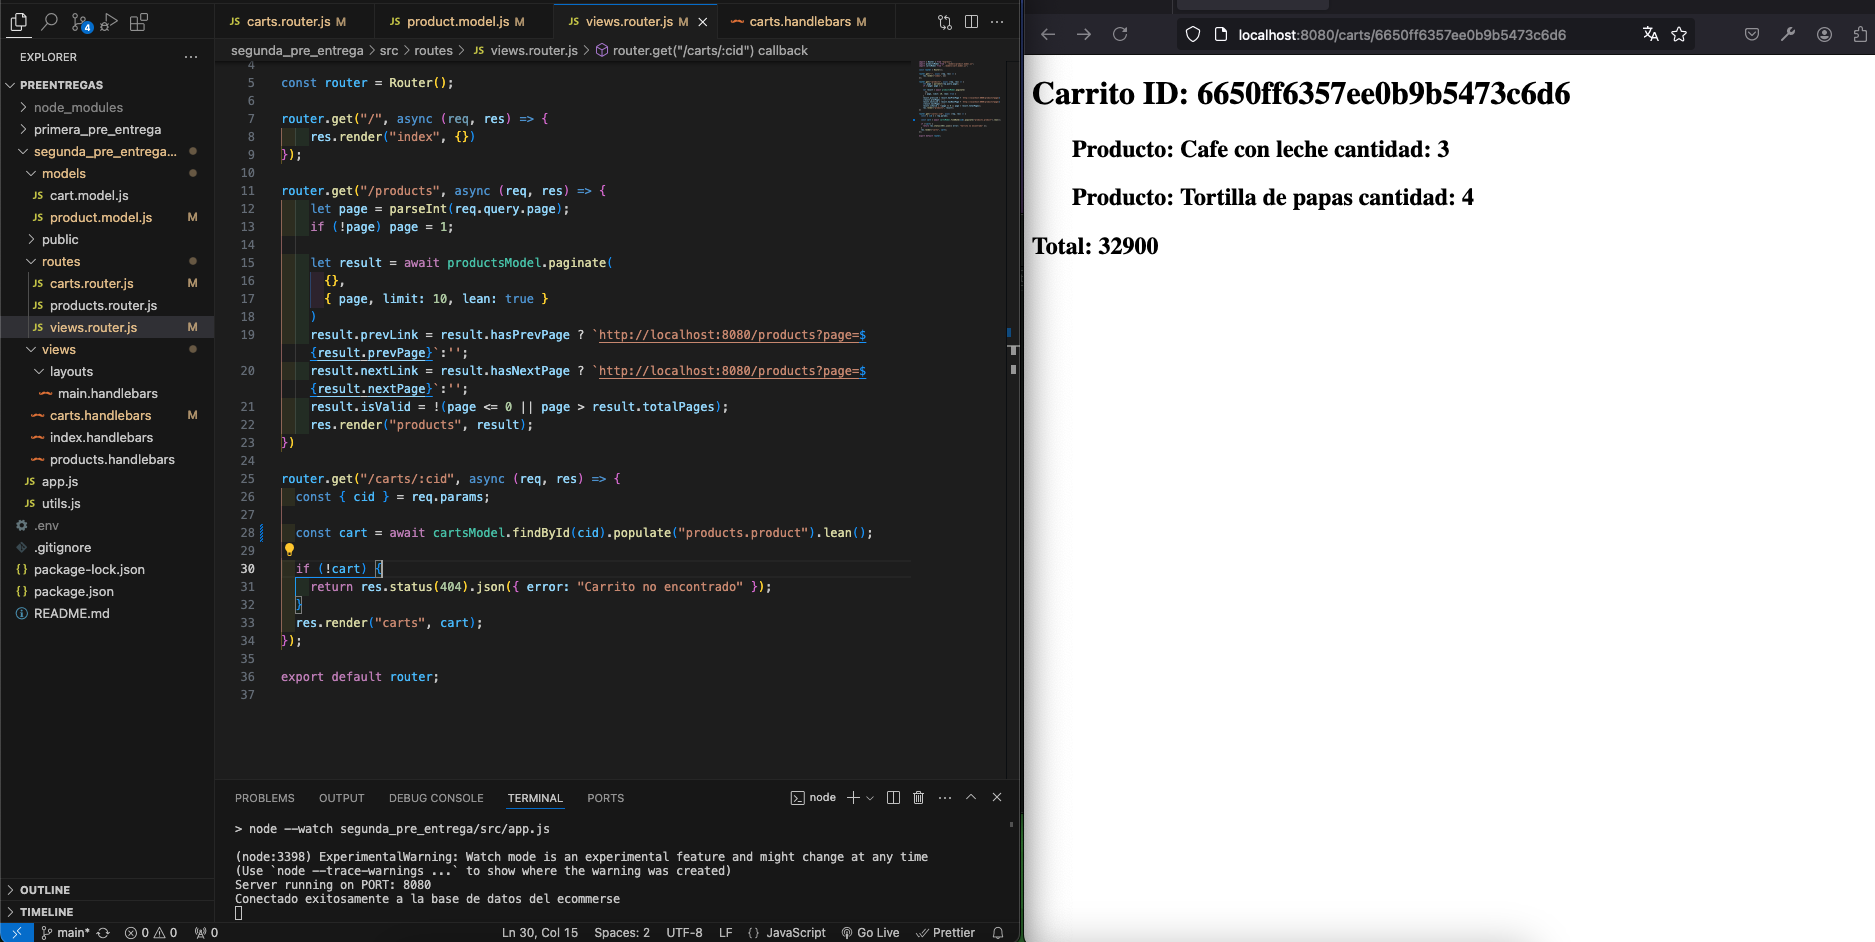 carts.router.js M
product.model.js M
views.router.js M
carts.handlebars M
segunda_pre_entrega > src > routes > JS views.router.js > router.get("/carts/:cid") callback
EXPLORER
PREENTREGAS
node_modules
primera_pre_entrega
segunda_pre_entrega...
models
JS cart.model.js
JS product.model.js M
public
routes
JS carts.router.js M
JS products.router.js
JS views.router.js M
views
layouts
main.handlebars
carts.handlebars M
index.handlebars
products.handlebars
JS app.js
JS utils.js
.env
.gitignore
{} package-lock.json
{} package.json
README.md
OUTLINE
TIMELINE
4
5 const router = Router();
6
7 router.get("/", async (req, res) => {
8 res.render("index", {})
9 });
10
11 router.get("/products", async (req, res) => {
12 let page = parseInt(req.query.page);
13 if (!page) page = 1;
14
15 let result = await productsModel.paginate(
16 {},
17 { page, limit: 10, lean: true }
18 )
19 result.prevLink = result.hasPrevPage ? `http://localhost:8080/products?page=$
{result.prevPage}`:'';
20 result.nextLink = result.hasNextPage ? `http://localhost:8080/products?page=$
{result.nextPage}`:'';
21 result.isValid = !(page <= 0 || page > result.totalPages);
22 res.render("products", result);
23 })
24
25 router.get("/carts/:cid", async (req, res) => {
26 const { cid } = req.params;
27
28 const cart = await cartsModel.findById(cid).populate("products.product").lean();
29
30 if (!cart) {
31 return res.status(404).json({ error: "Carrito no encontrado" });
32 }
33 res.render("carts", cart);
34 });
35
36 export default router;
37
PROBLEMS OUTPUT DEBUG CONSOLE TERMINAL PORTS
node
> node --watch segunda_pre_entrega/src/app.js
(node:3398) ExperimentalWarning: Watch mode is an experimental feature and might change at any time
(Use `node --trace-warnings ...` to show where the warning was created)
Server running on PORT: 8080
Conectado exitosamente a la base de datos del ecommerse
main* 0 0 0 Ln 30, Col 15 Spaces: 2 UTF-8 LF {} JavaScript Go Live Prettier
localhost:8080/carts/6650ff6357ee0b9b5473c6d6
Carrito ID: 6650ff6357ee0b9b5473c6d6
Producto: Cafe con leche cantidad: 3
Producto: Tortilla de papas cantidad: 4
Total: 32900